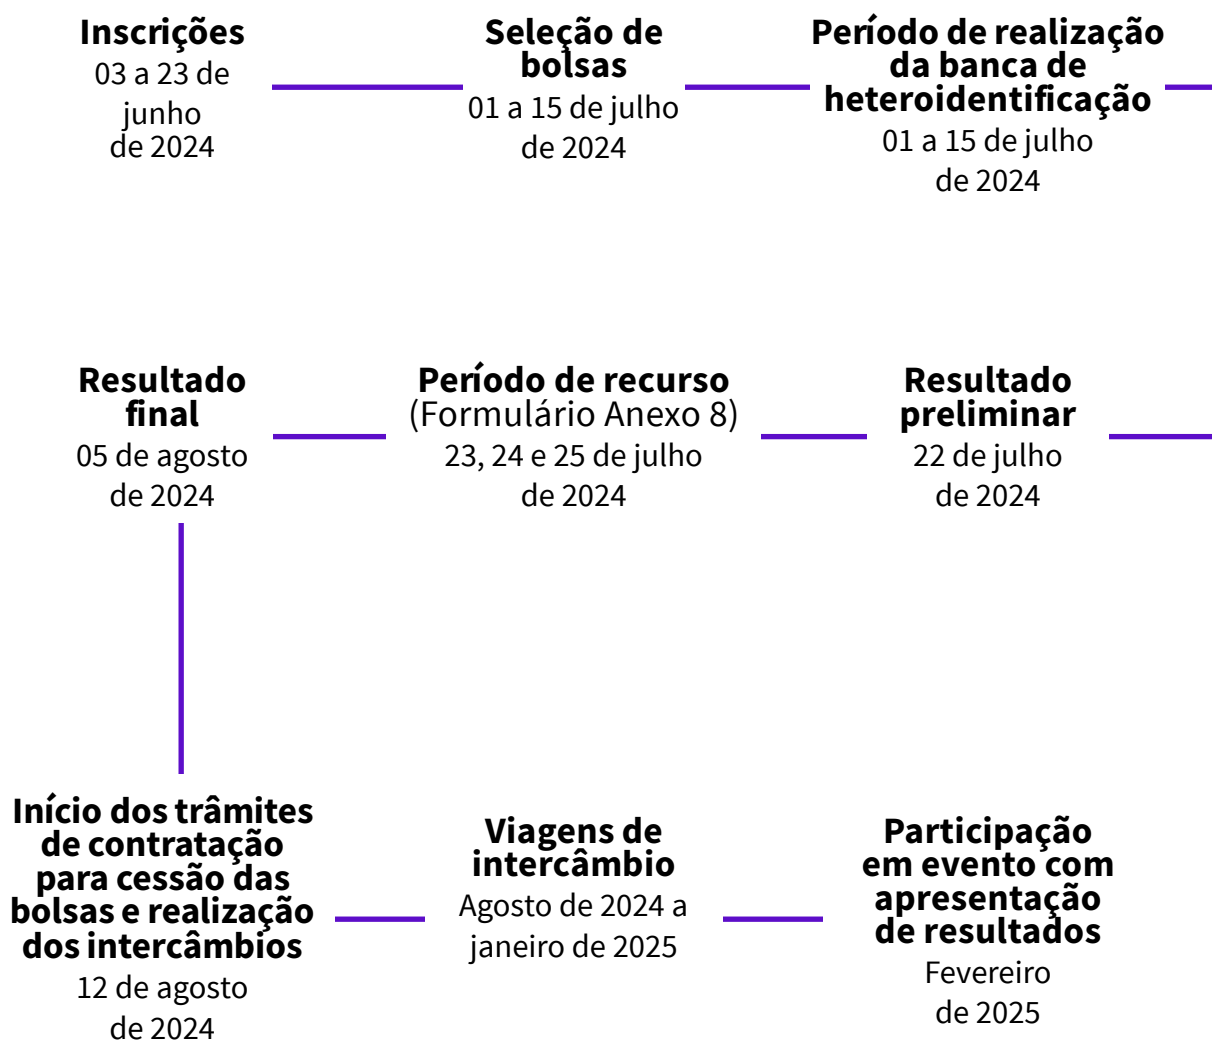 Inscrições
03 a 23 de
junho
de 2024
Seleção de
bolsas
01 a 15 de julho
de 2024
Período de realização
da banca de
heteroidentificação
01 a 15 de julho
de 2024
Resultado
final
05 de agosto
de 2024
Período de recurso
(Formulário Anexo 8)
23, 24 e 25 de julho
de 2024
Resultado
preliminar
22 de julho
de 2024
Início dos trâmites
de contratação
para cessão das
bolsas e realização
dos intercâmbios
12 de agosto
de 2024
Viagens de
intercâmbio
Agosto de 2024 a
janeiro de 2025
Participação
em evento com
apresentação
de resultados
Fevereiro
de 2025